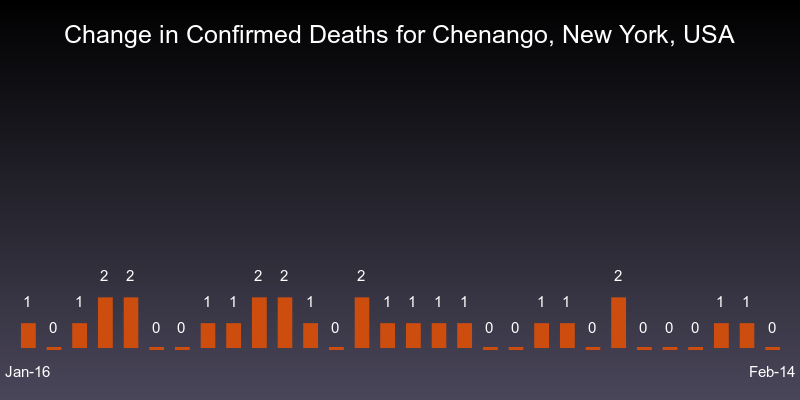 Change in Confirmed Deaths for Chenango, New York, USA
1 0 1 2 2 0 0 1 1 2 2 1 0 2 1 1 1 1 0 0 1 1 0 2 0 0 0 1 1 0
Jan-16 Feb-14